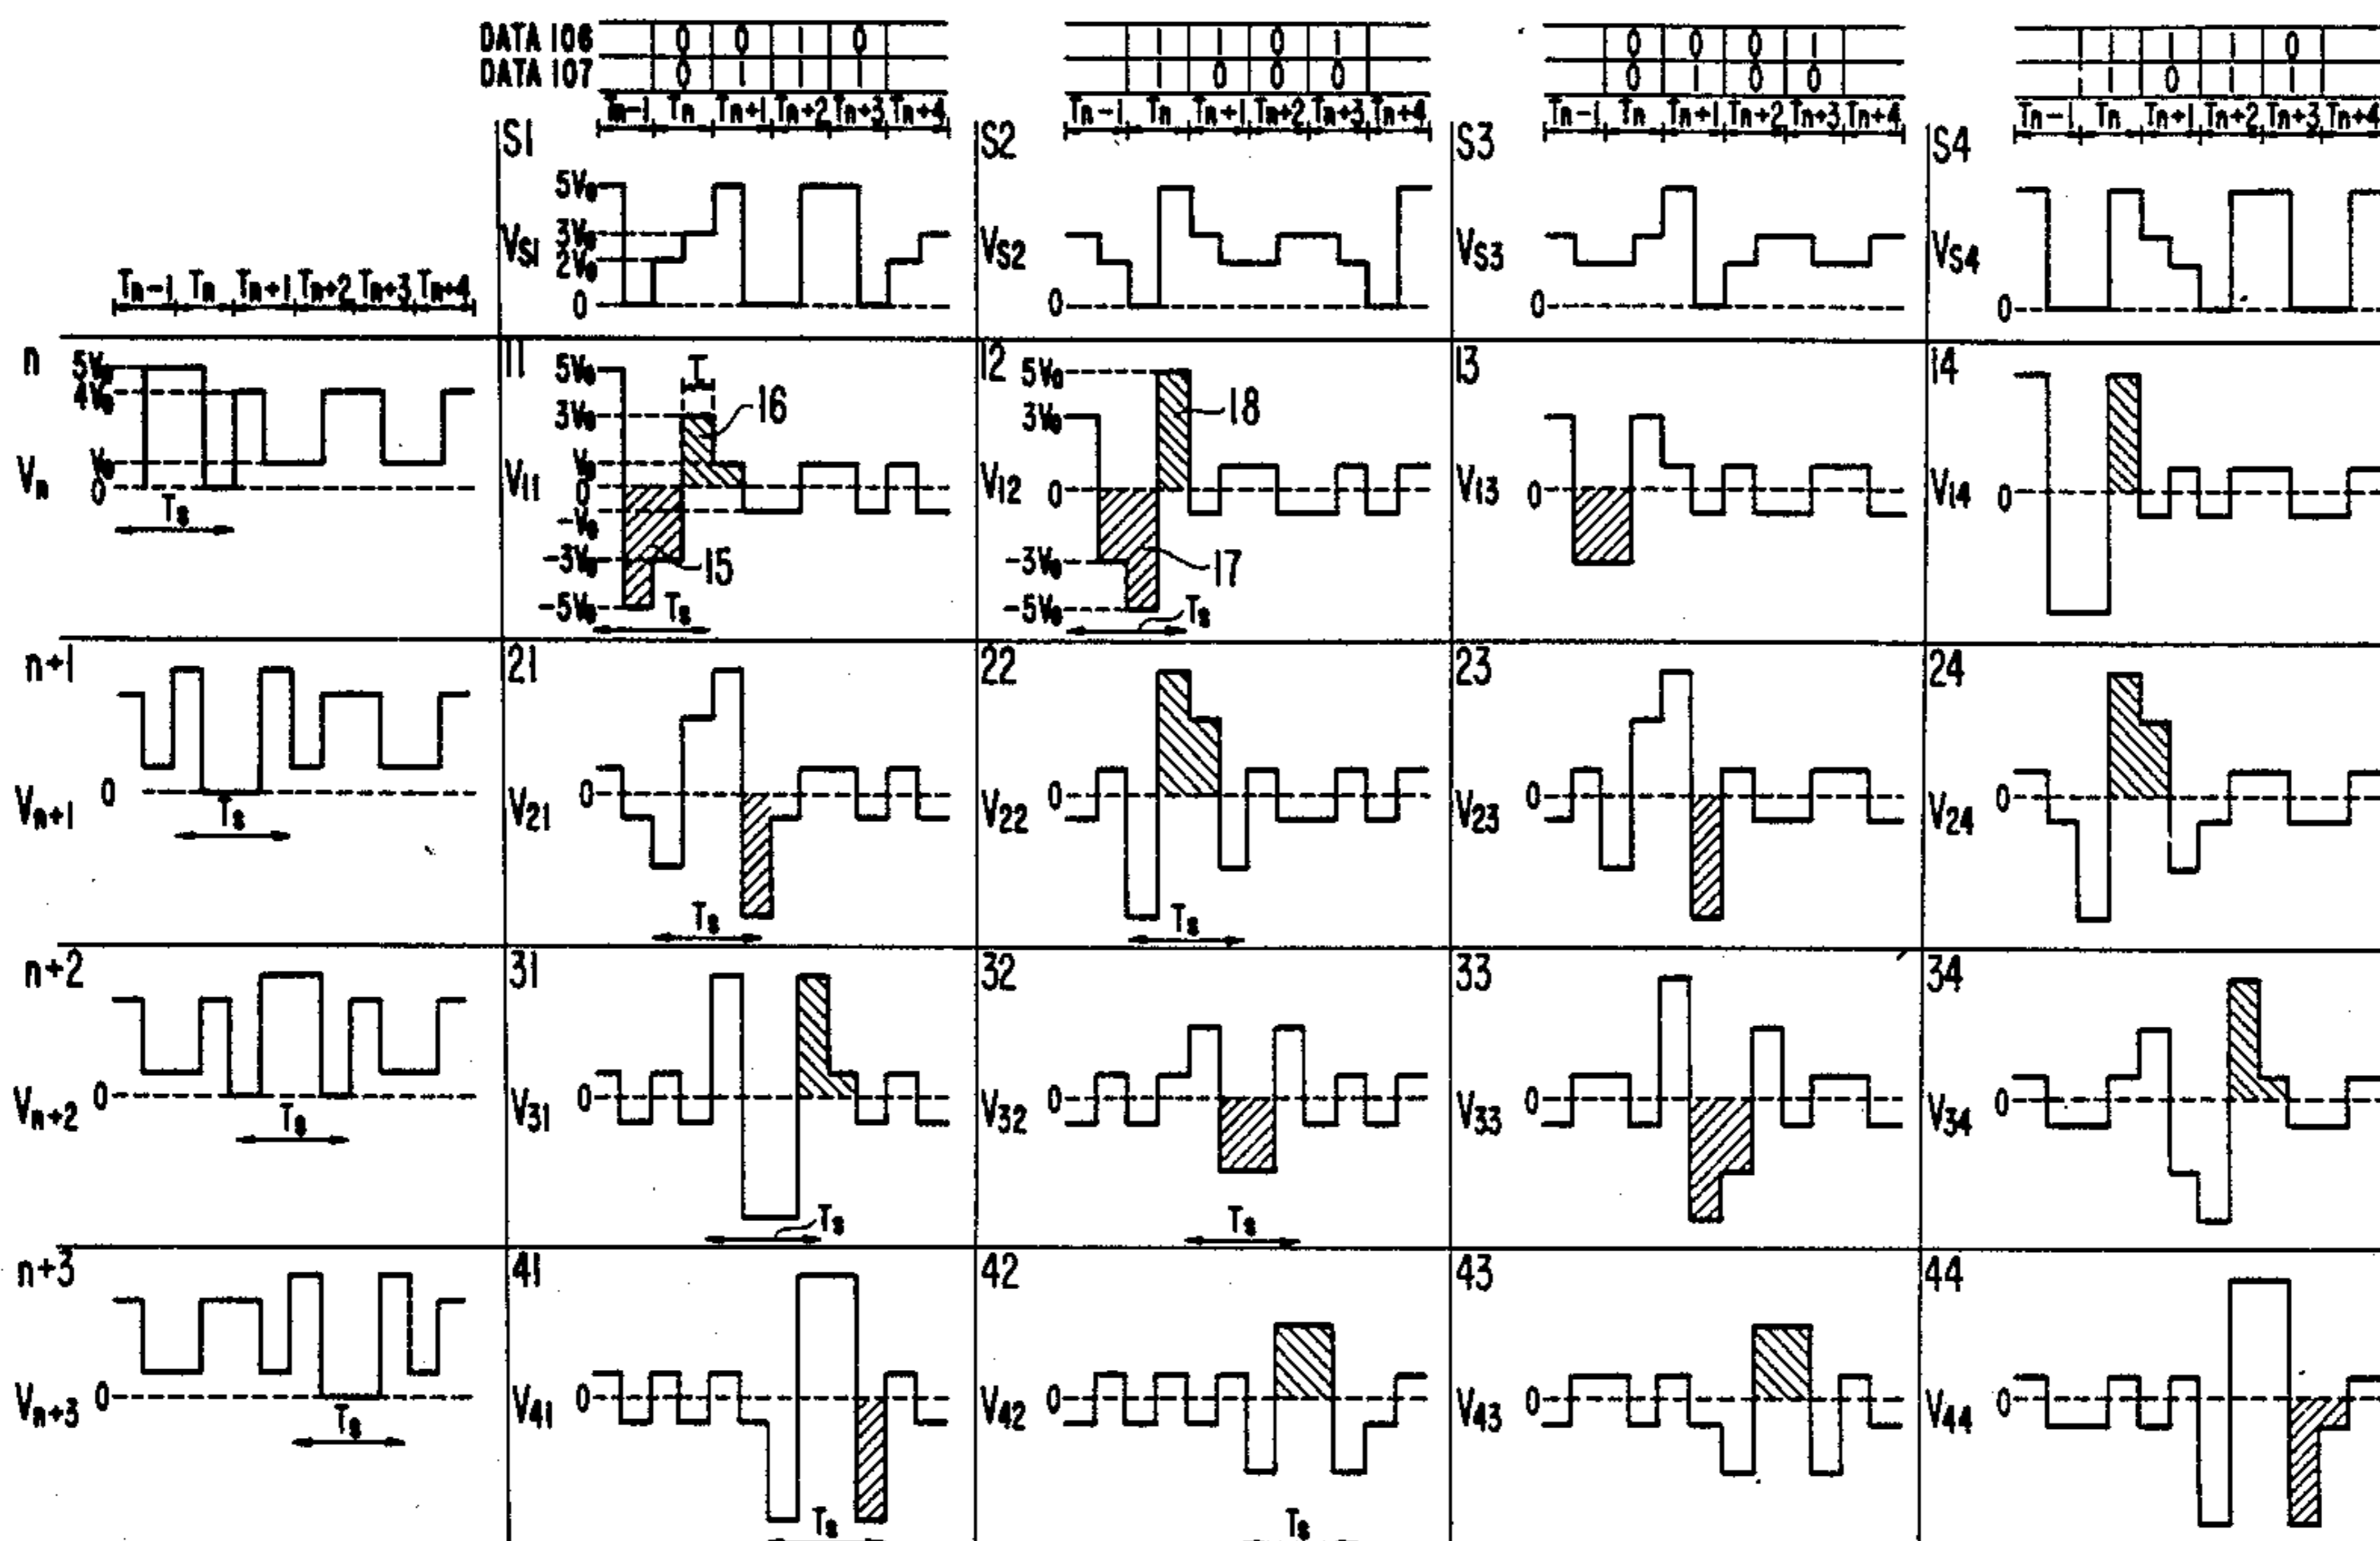 DATA 106 0 0 1 0 1 1 0 1 0 0 0 1 1 1 1 0
DATA 107 0 1 1 1 1 0 0 0 0 1 0 0 1 0 1 1
Tn-1 Tn Tn+1 Tn+2 Tn+3 Tn+4 Tn-1 Tn Tn+1 Tn+2 Tn+3 Tn+4 Tn-1 Tn Tn+1 Tn+2 Tn+3 Tn+4 Tn-1 Tn Tn+1 Tn+2 Tn+3 Tn+4
S1 S2 S3 S4
5V0
3V0
VS1 VS2 VS3 VS4
2V0
0 0 0 0
Tn-1 Tn Tn+1 Tn+2 Tn+3 Tn+4
n 11 12 13 14
5V0 5V0 T 5V0
4V0 3V0 16 3V0 18
Vn V0 V11 V0 V12 V13 V14
0 0 0 0 0
Ts -V0
-3V0 15 -3V0 17
-5V0 Ts -5V0 Ts
n+1 21 22 23 24
Vn+1 0 V21 0 V22 0 V23 0 V24 0
Ts Ts Ts
n+2 31 32 33 34
Vn+2 0 V31 0 V32 0 V33 0 V34 0
Ts Ts Ts
n+3 41 42 43 44
Vn+3 0 V41 0 V42 0 V43 0 V44 0
Ts Ts Ts